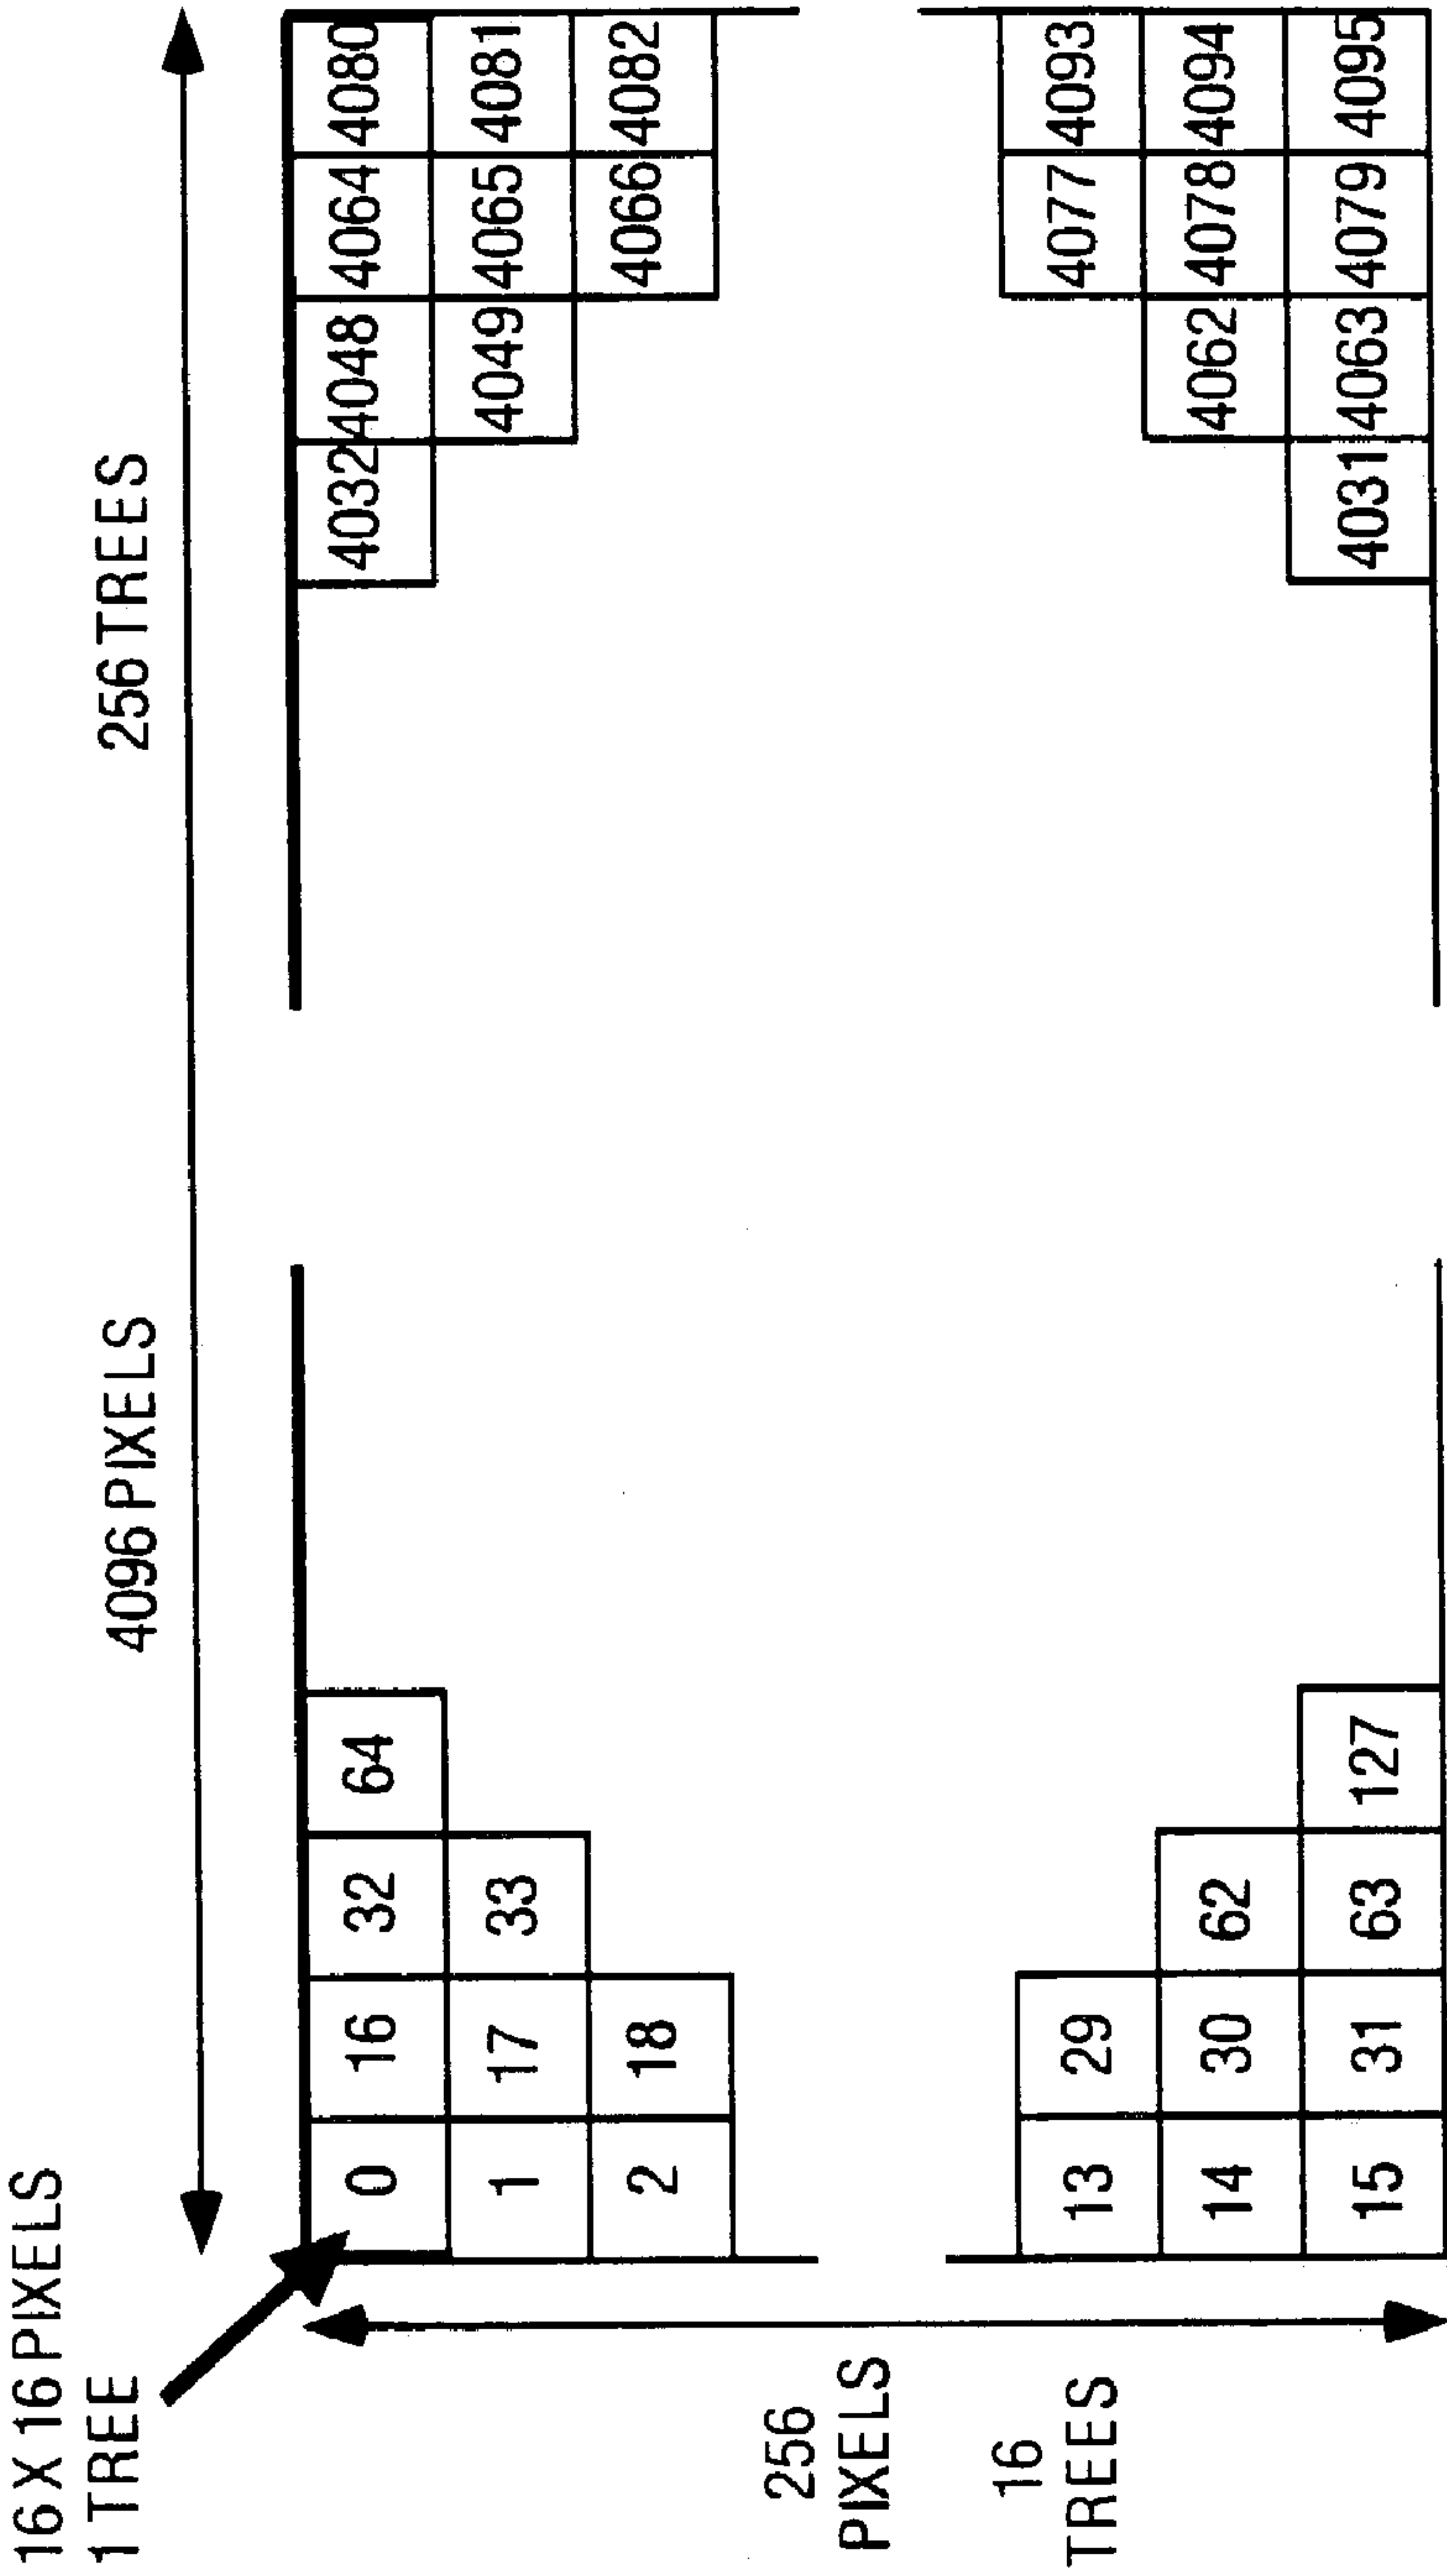 16 X 16 PIXELS
1 TREE
4096 PIXELS 256 TREES
0 16 32 64 4032 4048 4064 4080
1 17 33 4049 4065 4081
2 18 4066 4082
256
PIXELS
16
TREES
13 29 4077 4093
14 30 62 4062 4078 4094
15 31 63 127 4031 4063 4079 4095